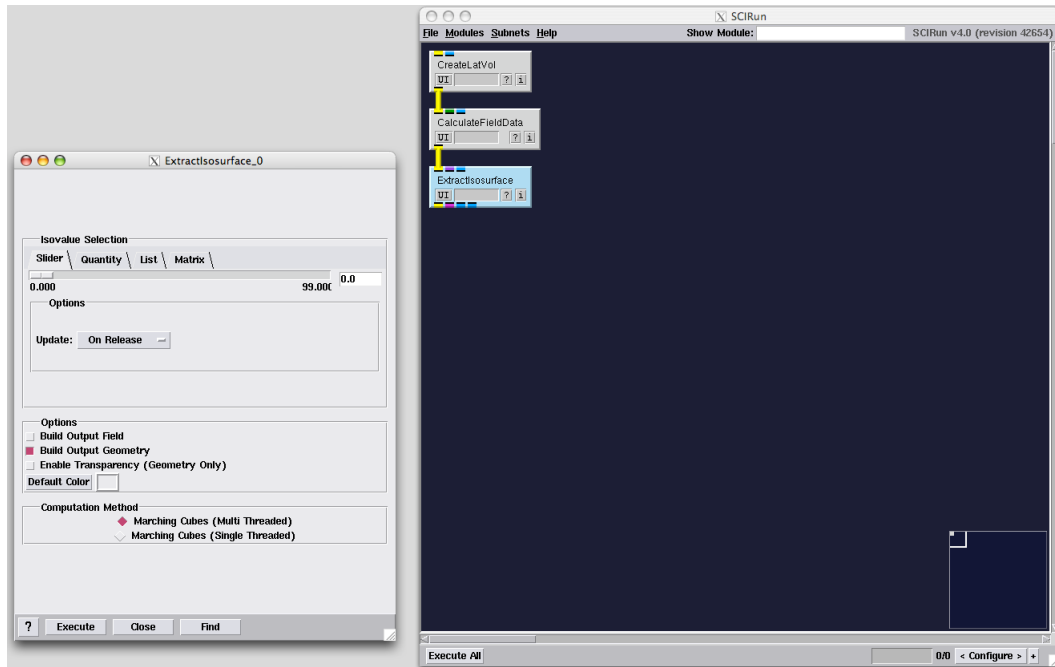 X ExtractIsosurface_0
Isovalue Selection
Slider Quantity List Matrix
0.0
0.000 99.000
Options
Update: On Release
Options
Build Output Field
Build Output Geometry
Enable Transparency (Geometry Only)
Default Color
Computation Method
Marching Cubes (Multi Threaded)
Marching Cubes (Single Threaded)
? Execute Close Find
X SCIRun
File Modules Subnets Help Show Module: SCIRun v4.0 (revision 42654)
CreateLatVol
UI ? i
CalculateFieldData
UI ? i
ExtractIsosurface
UI ? i
Execute All 0/0 < Configure > +